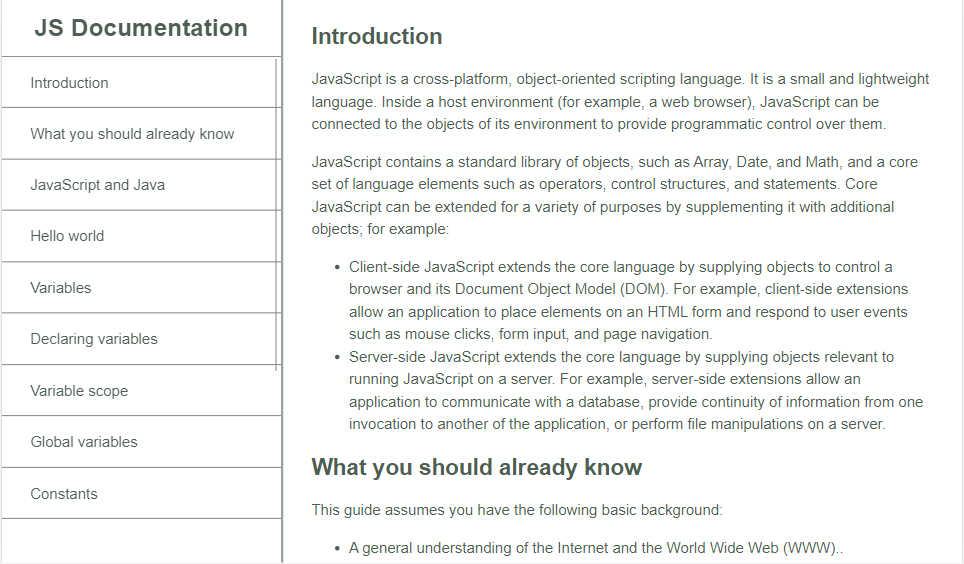 JS Documentation
Introduction
What you should already know
JavaScript and Java
Hello world
Variables
Declaring variables
Variable scope
Global variables
Constants
Introduction
JavaScript is a cross-platform, object-oriented scripting language. It is a small and lightweight
language. Inside a host environment (for example, a web browser), JavaScript can be
connected to the objects of its environment to provide programmatic control over them.
JavaScript contains a standard library of objects, such as Array, Date, and Math, and a core
set of language elements such as operators, control structures, and statements. Core
JavaScript can be extended for a variety of purposes by supplementing it with additional
objects; for example:
• Client-side JavaScript extends the core language by supplying objects to control a
browser and its Document Object Model (DOM). For example, client-side extensions
allow an application to place elements on an HTML form and respond to user events
such as mouse clicks, form input, and page navigation.
• Server-side JavaScript extends the core language by supplying objects relevant to
running JavaScript on a server. For example, server-side extensions allow an
application to communicate with a database, provide continuity of information from one
invocation to another of the application, or perform file manipulations on a server.
What you should already know
This guide assumes you have the following basic background:
• A general understanding of the Internet and the World Wide Web (WWW)..